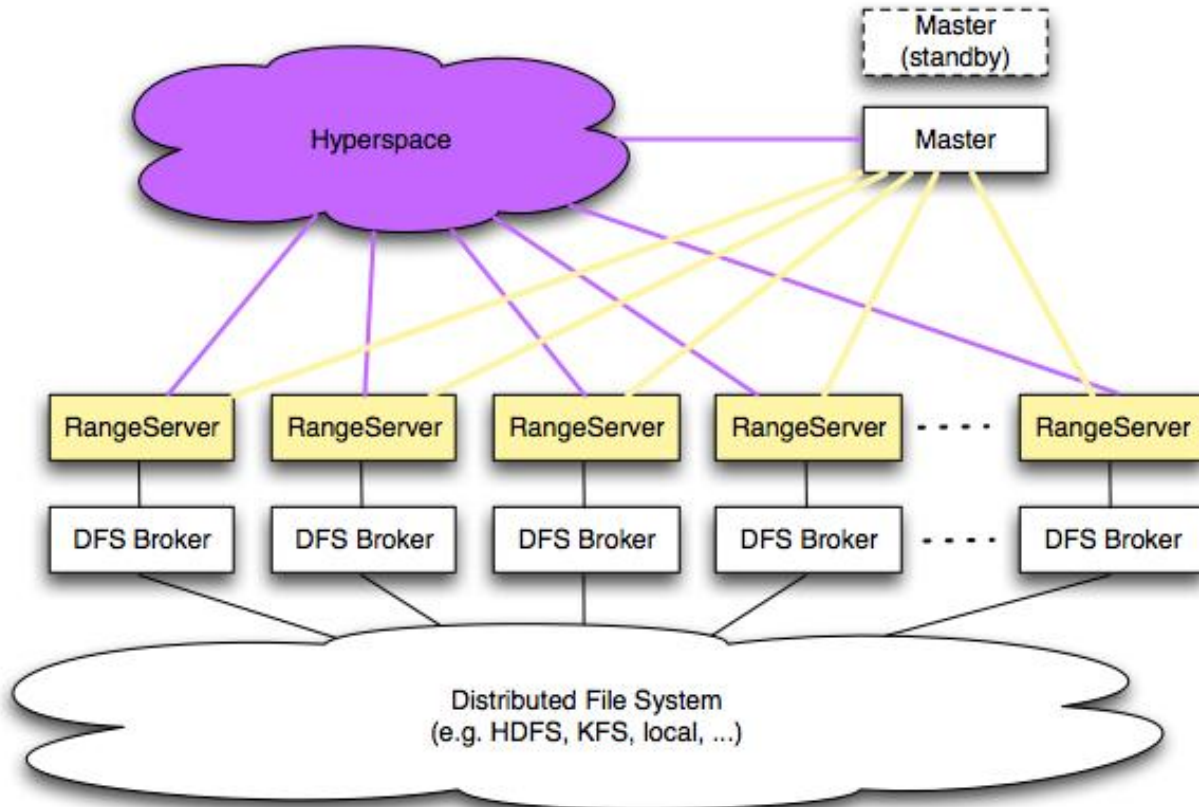 Master
(standby)
Hyperspace
Master
RangeServer
RangeServer
RangeServer
RangeServer
RangeServer
DFS Broker
DFS Broker
DFS Broker
DFS Broker
DFS Broker
Distributed File System
(e.g. HDFS, KFS, local, ...)